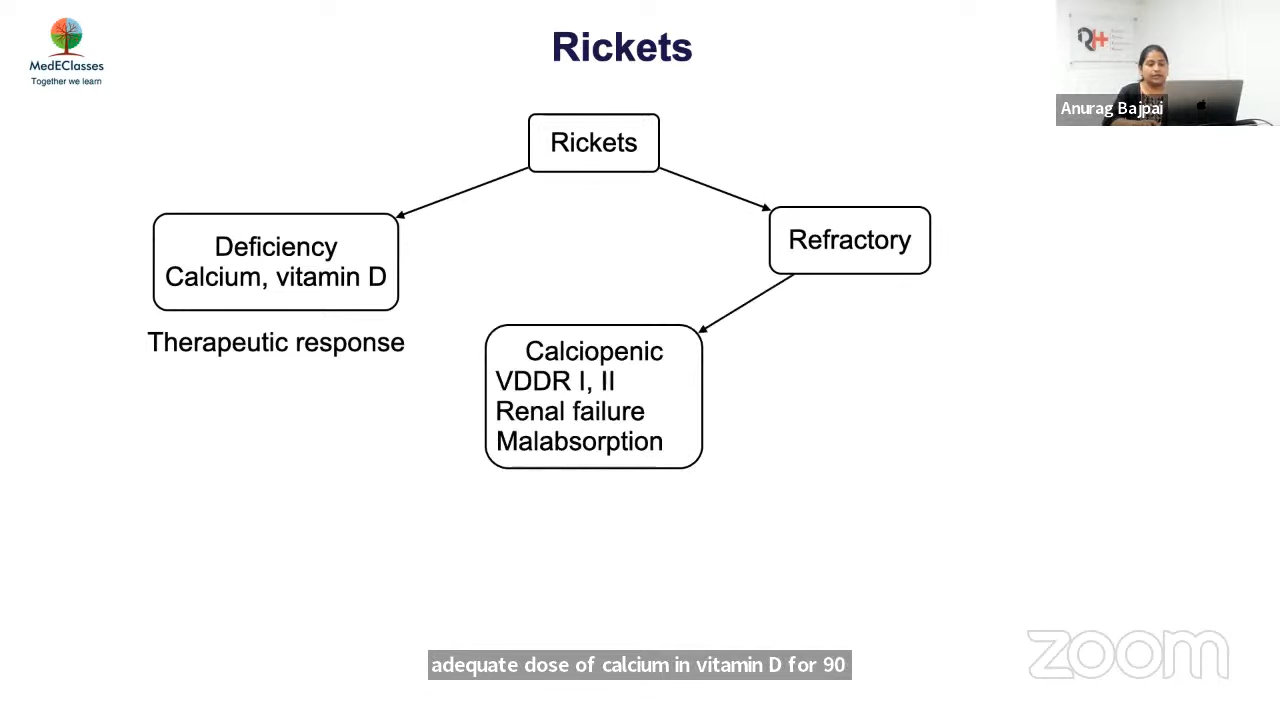 MedEClasses
Together we learn
Rickets
Anurag Bajpai
Rickets
Deficiency
Calcium, vitamin D
Refractory
Therapeutic response
Calciopenic
VDDR I, II
Renal failure
Malabsorption
adequate dose of calcium in vitamin D for 90
zoom